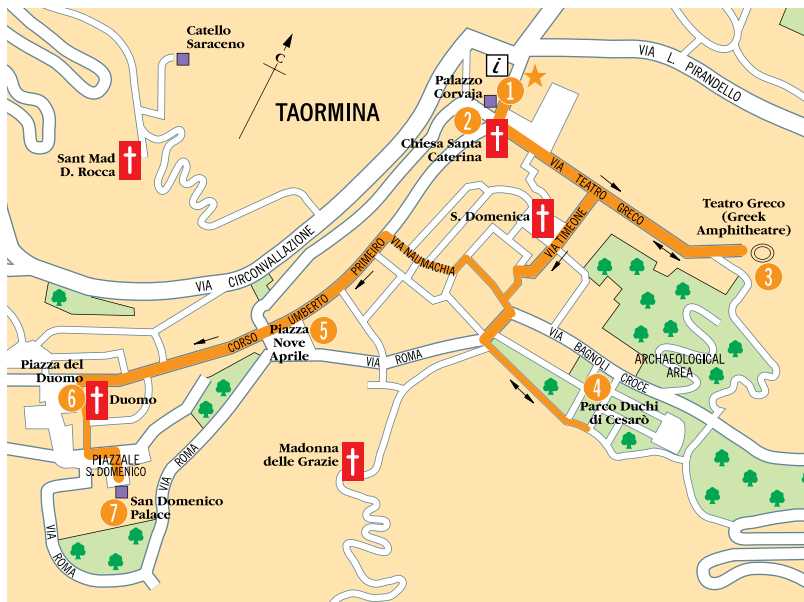 Catello
Saraceno
C
TAORMINA
i
VIA L. PIRANDELLO
Palazzo
Corvaja
1
2
Chiesa Santa
Caterina
Sant Mad
D. Rocca
VIA TEATRO GRECO
S. Domenica
VIA TIMEONE
Teatro Greco
(Greek
Amphitheatre)
3
VIA CIRCONVALLAZIONE
VIA NAUMACHIA
CORSO UMBERTO PRIMEIRO
Piazza
Nove
Aprile
5
VIA ROMA
VIA BAGNOLI CROCE
ARCHAEOLOGICAL
AREA
Piazza del
Duomo
6
Duomo
4
Parco Duchi
di Cesarò
Madonna
delle Grazie
PIAZZALE
S. DOMENICO
VIA ROMA
San Domenico
Palace
7
VIA
ROMA